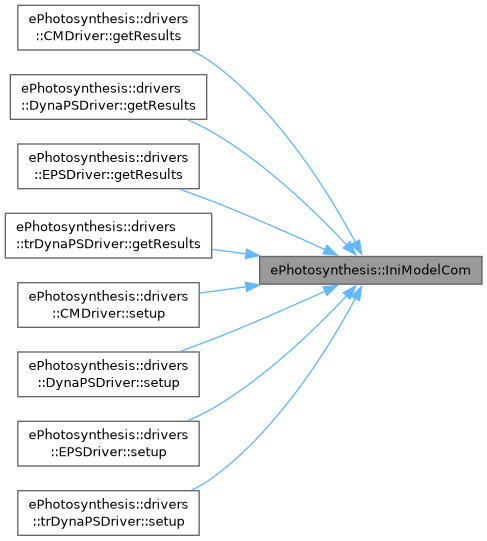 ePhotosynthesis::drivers
::CMDriver::getResults
ePhotosynthesis::drivers
::DynaPSDriver::getResults
ePhotosynthesis::drivers
::EPSDriver::getResults
ePhotosynthesis::drivers
::trDynaPSDriver::getResults
ePhotosynthesis::IniModelCom
ePhotosynthesis::drivers
::CMDriver::setup
ePhotosynthesis::drivers
::DynaPSDriver::setup
ePhotosynthesis::drivers
::EPSDriver::setup
ePhotosynthesis::drivers
::trDynaPSDriver::setup